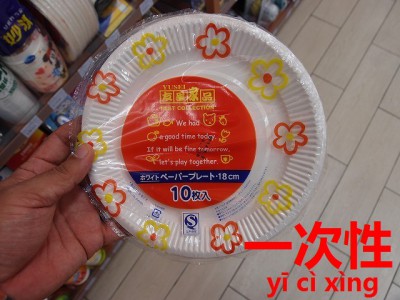 YUSEI
BEST COLLECTION
We had
a good time today.
If it will be fine tomorrow,
let's play together.
ホワイト ペーパープレート・18cm
10枚入
一次性
yī cì xìng